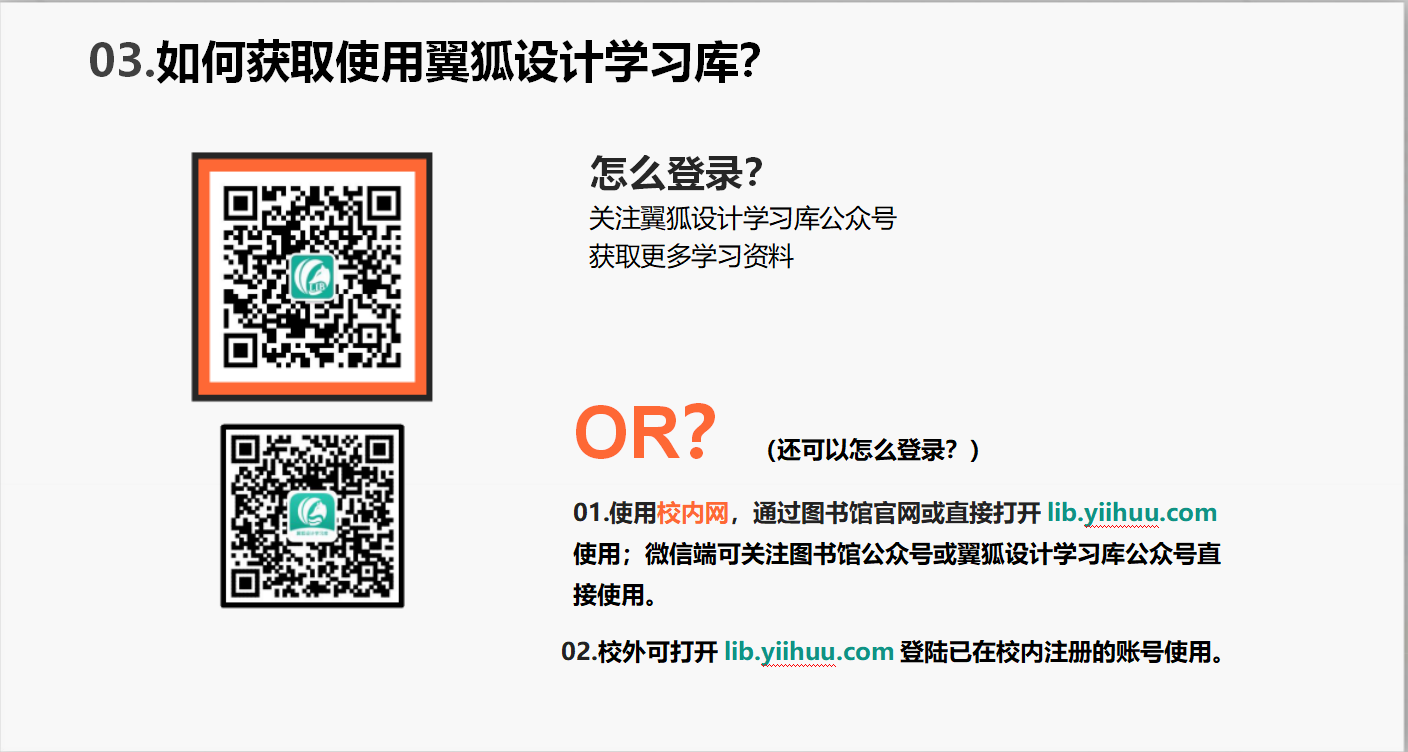 03.如何获取使用翼狐设计学习库？
怎么登录？
关注翼狐设计学习库公众号
获取更多学习资料
OR？
（还可以怎么登录？）
01.使用校内网，通过图书馆官网或直接打开 lib.yiihuu.com
使用；微信端可关注图书馆公众号或翼狐设计学习库公众号直
接使用。
02.校外可打开 lib.yiihuu.com 登陆已在校内注册的账号使用。
LIB